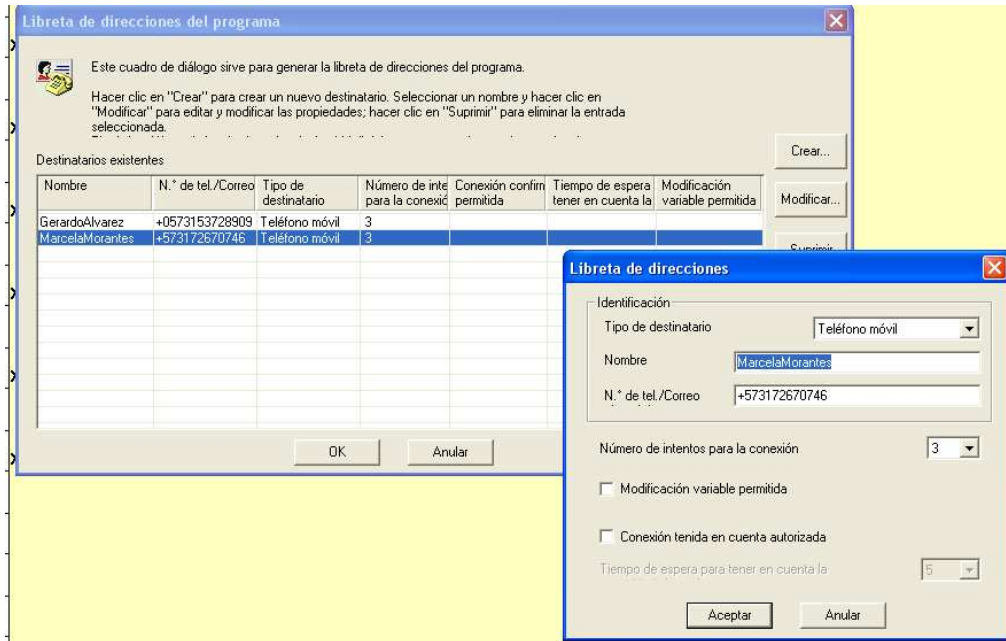 Libreta de direcciones del programa
Este cuadro de diálogo sirve para generar la libreta de direcciones del programa.
Hacer clic en "Crear" para crear un nuevo destinatario. Seleccionar un nombre y hacer clic en
"Modificar" para editar y modificar las propiedades; hacer clic en "Suprimir" para eliminar la entrada
seleccionada.
Destinatarios existentes
Crear...
Modificar...
Suprimir
Nombre N.° de tel./Correo Tipo de destinatario Número de inte para la conexió Conexión confirn permitida Tiempo de espera tener en cuenta la Modificación variable permitida
GerardoAlvarez +0573153728909 Teléfono móvil 3
MarcelaMorantes +573172670746 Teléfono móvil 3
OK Anular
Libreta de direcciones
Identificación
Tipo de destinatario Teléfono móvil
Nombre MarcelaMorantes
N.° de tel./Correo +573172670746
Número de intentos para la conexión 3
Modificación variable permitida
Conexión tenida en cuenta autorizada
Tiempo de espera para tener en cuenta la 5
Aceptar Anular